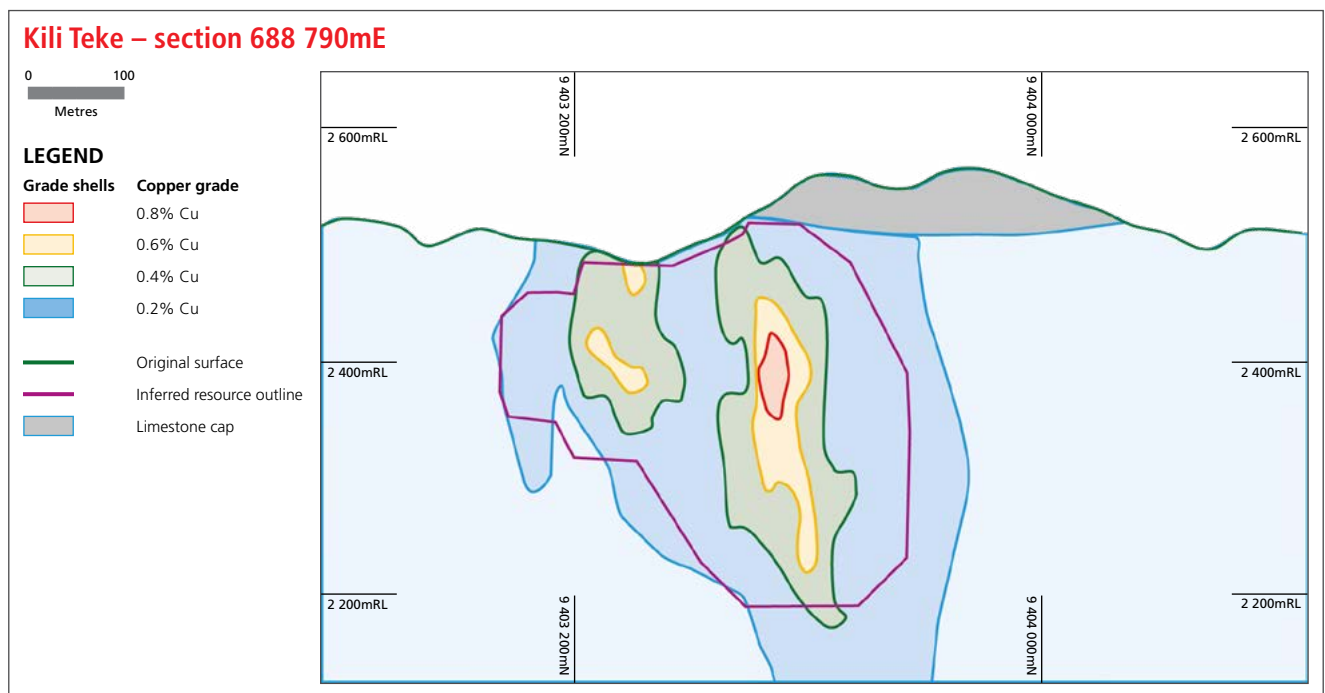 Kili Teke – section 688 790mE
0 100
Metres
LEGEND
Grade shells Copper grade
0.8% Cu
0.6% Cu
0.4% Cu
0.2% Cu
Original surface
Inferred resource outline
Limestone cap
9 403 200mN
9 404 000mN
2 600mRL
2 600mRL
2 400mRL
2 400mRL
2 200mRL
2 200mRL
9 403 200mN
9 404 000mN